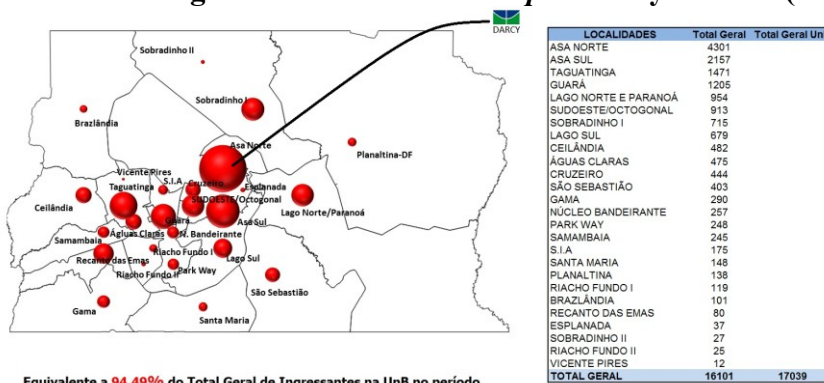 DARCY
Sobradinho II
Sobradinho I
Brazlândia
Asa Norte
Planaltina-DF
Vicente Pires
S.I.A.
Cruzeiro
Esplanada
Taguatinga
SUDOESTE/Octogonal
Ceilândia
Lago Norte/Paranoá
Guará
Asa Sul
Águas Claras
N. Bandeirante
Samambaia
Riacho Fundo I
Lago Sul
Recanto das Emas
Park Way
Riacho Fundo II
São Sebastião
Gama
Santa Maria
Equivalente a 94,49% do Total Geral de Ingressantes na UnB no período
LOCALIDADES Total Geral Total Geral Un
ASA NORTE 4301
ASA SUL 2157
TAGUATINGA 1471
GUARÁ 1205
LAGO NORTE E PARANOÁ 954
SUDOESTE/OCTOGONAL 913
SOBRADINHO I 715
LAGO SUL 679
CEILÂNDIA 482
ÁGUAS CLARAS 475
CRUZEIRO 444
SÃO SEBASTIÃO 403
GAMA 290
NÚCLEO BANDEIRANTE 257
PARK WAY 248
SAMAMBAIA 245
S.I.A 175
SANTA MARIA 148
PLANALTINA 138
RIACHO FUNDO I 119
BRAZLÂNDIA 101
RECANTO DAS EMAS 80
ESPLANADA 37
SOBRADINHO II 27
RIACHO FUNDO II 25
VICENTE PIRES 12
TOTAL GERAL 16101 17039